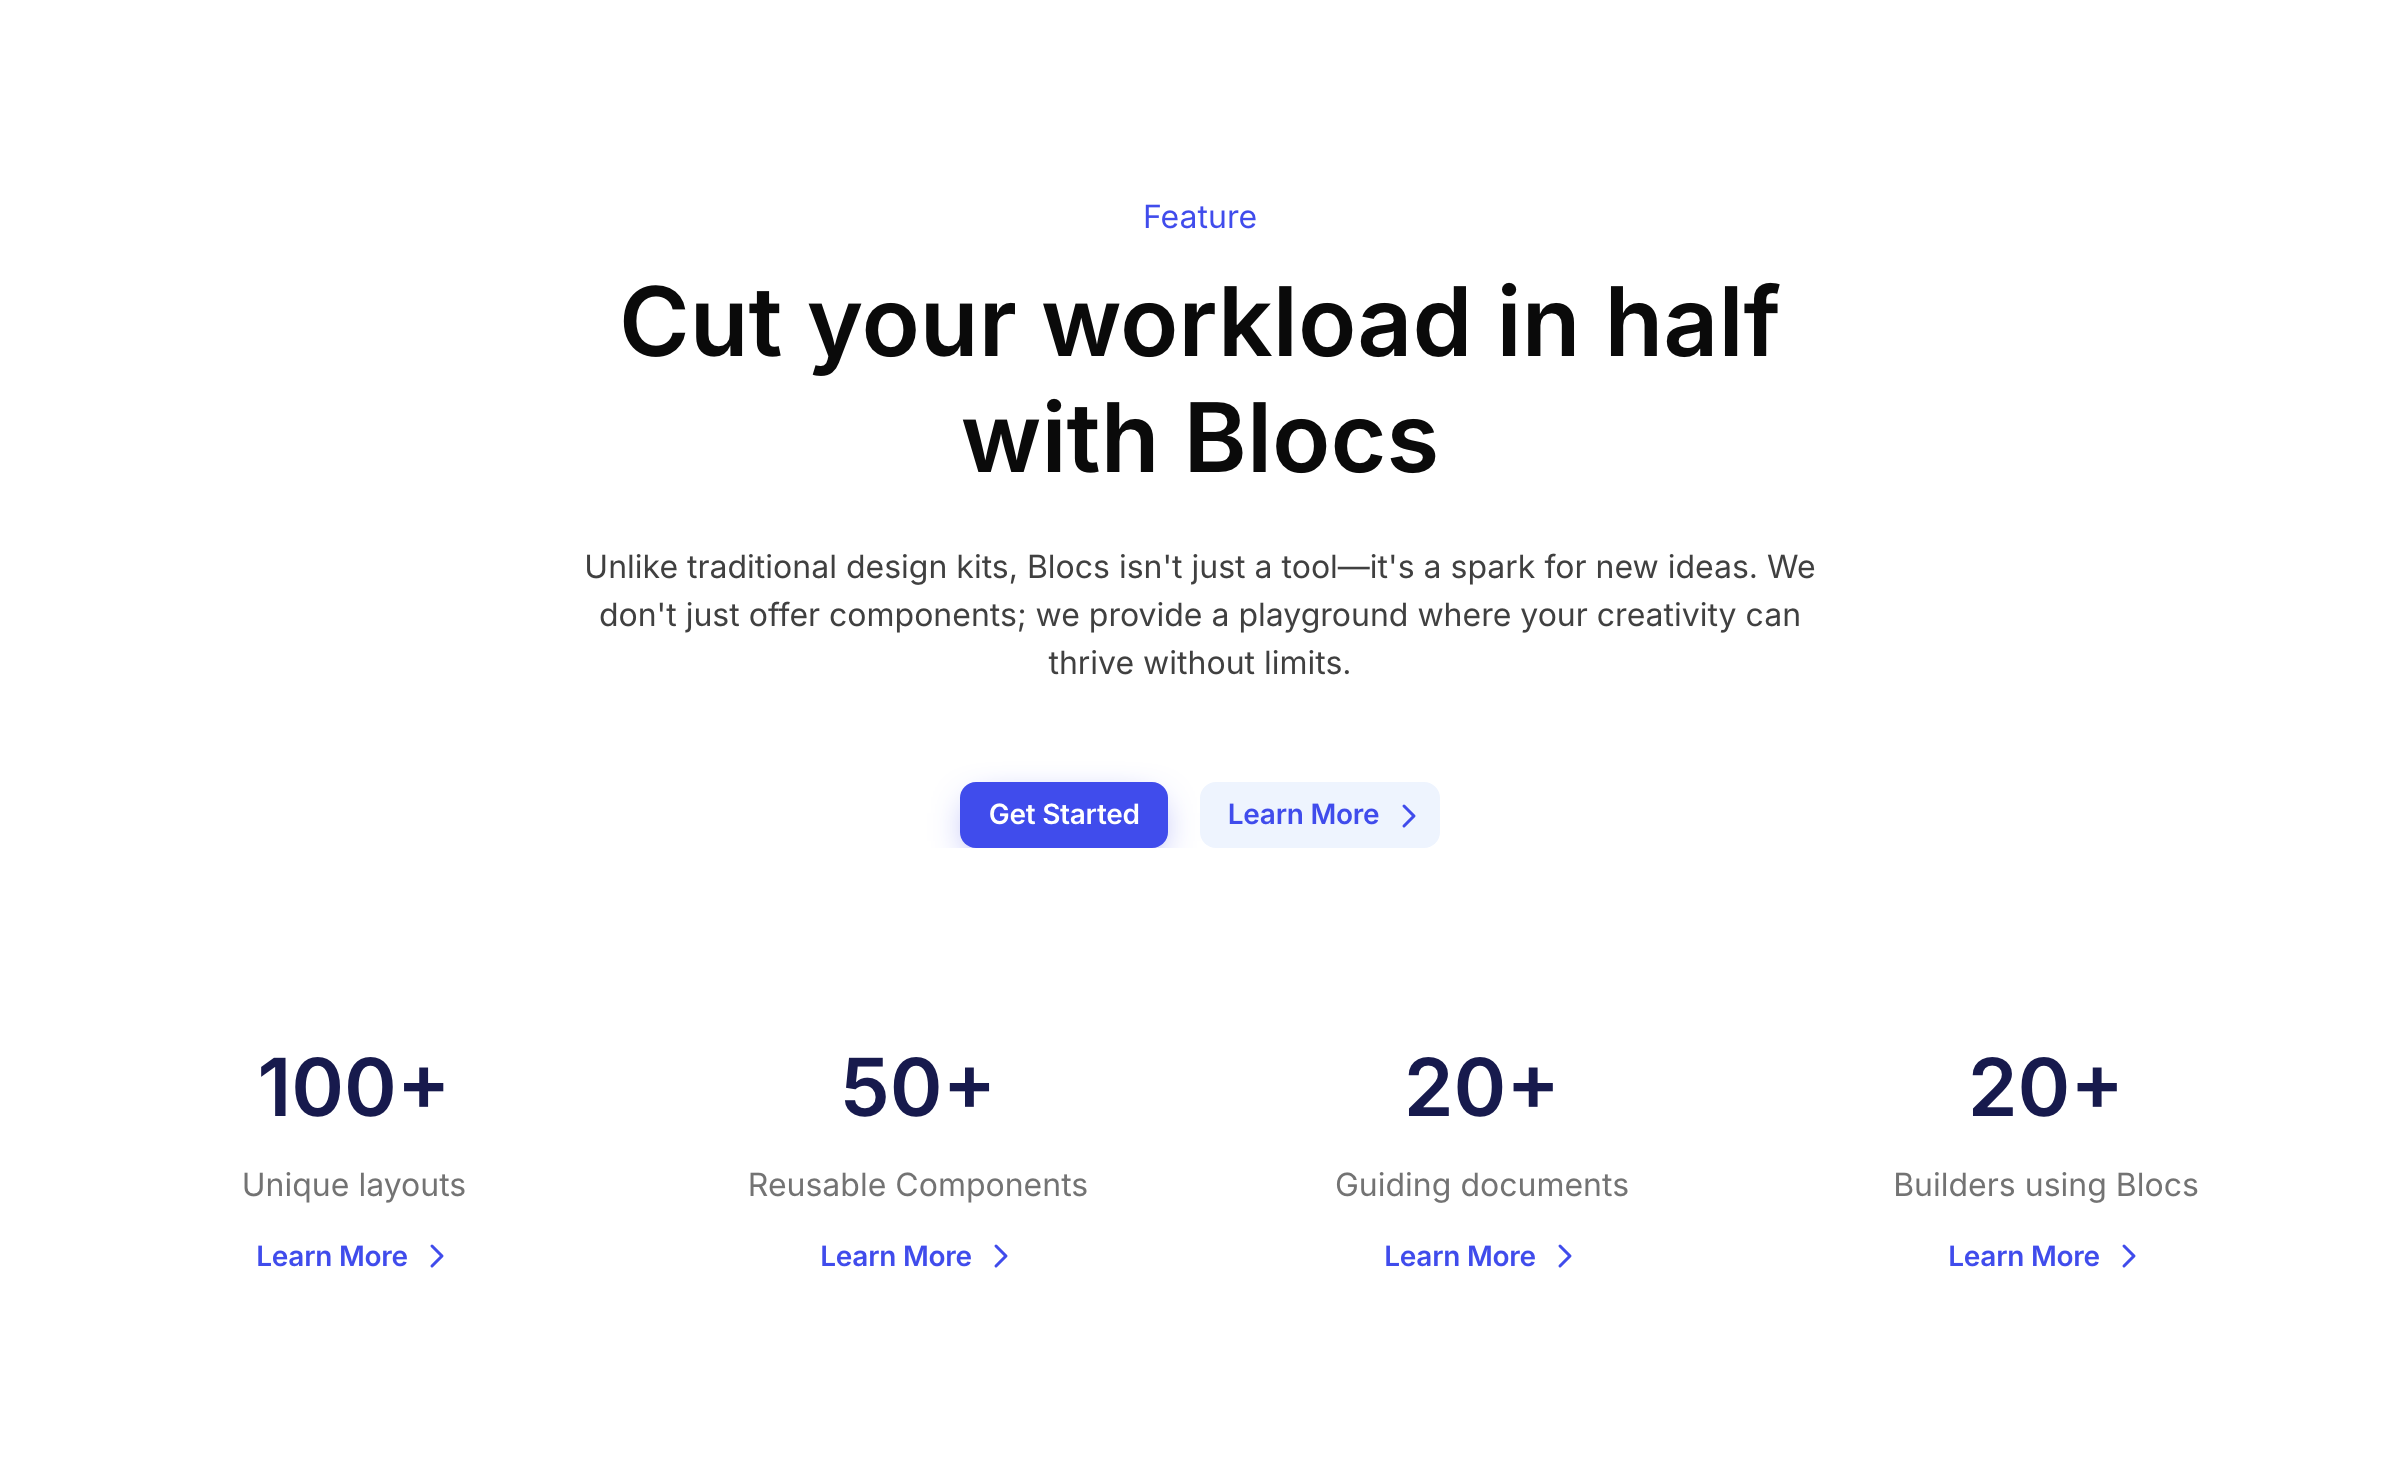 Feature
Cut your workload in half
with Blocs
Unlike traditional design kits, Blocs isn't just a tool—it's a spark for new ideas. We
don't just offer components; we provide a playground where your creativity can
thrive without limits.
Get Started
Learn More
100+
Unique layouts
Learn More
50+
Reusable Components
Learn More
20+
Guiding documents
Learn More
20+
Builders using Blocs
Learn More